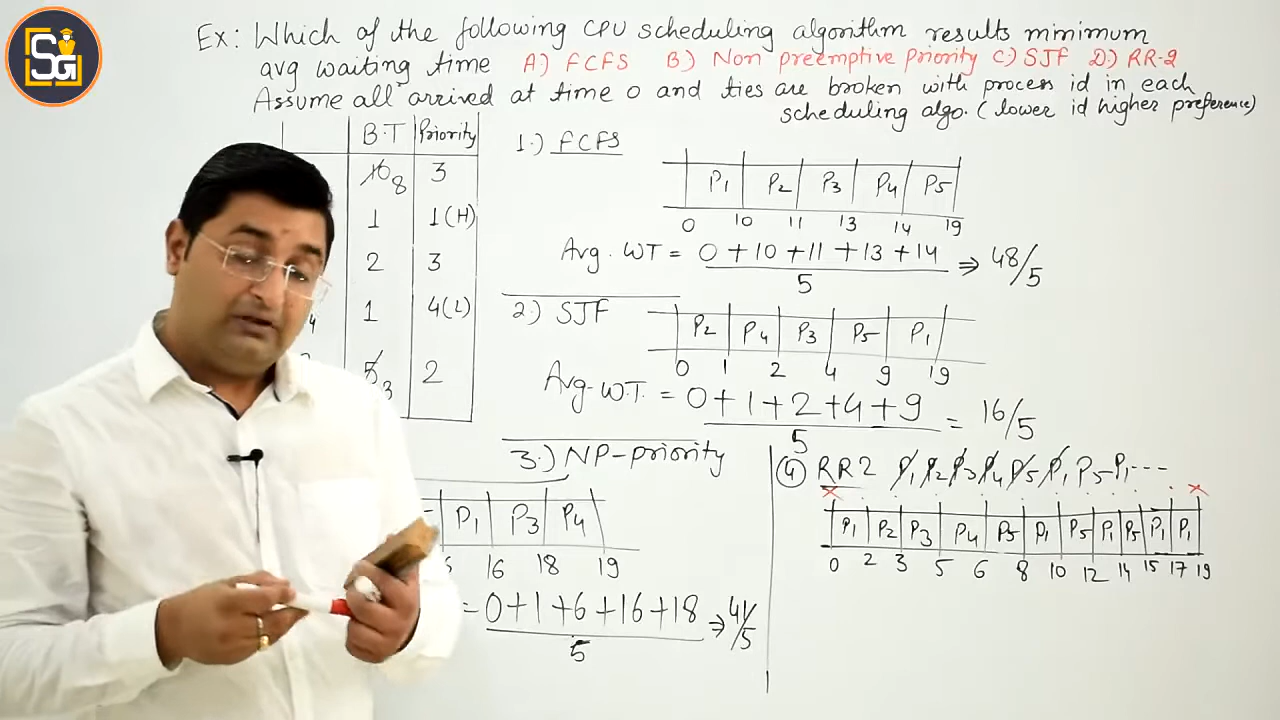 SG
Ex: Which of the following CPU scheduling algorithm results minimum
avg waiting time A) FCFS B) Non preemptive Priority C) SJF D) RR-2
Assume all arrived at time 0 and ties are broken with process id in each
scheduling algo. (lower id higher preference)
B.T Priority
10 8 3
1 1(H)
2 3
4 1 4(L)
5 3 2
1.) FCFS
P1 P2 P3 P4 P5
0 10 11 13 14 19
Avg. WT = 0+10+11+13+14 / 5 ⇒ 48/5
2.) SJF
P2 P4 P3 P5 P1
0 1 2 4 9 19
Avg. W.T. = 0+1+2+4+9 / 5 = 16/5
3.) NP-priority
P1 P3 P4
16 18 19
= 0+1+6+16+18 / 5 ⇒ 41/5
④ RR2 P1 P2 P3 P4 P5 P1 P5 P1 ---
P1 P2 P3 P4 P5 P1 P5 P1 P5 P1 P1
0 2 3 5 6 8 10 12 14 15 17 19